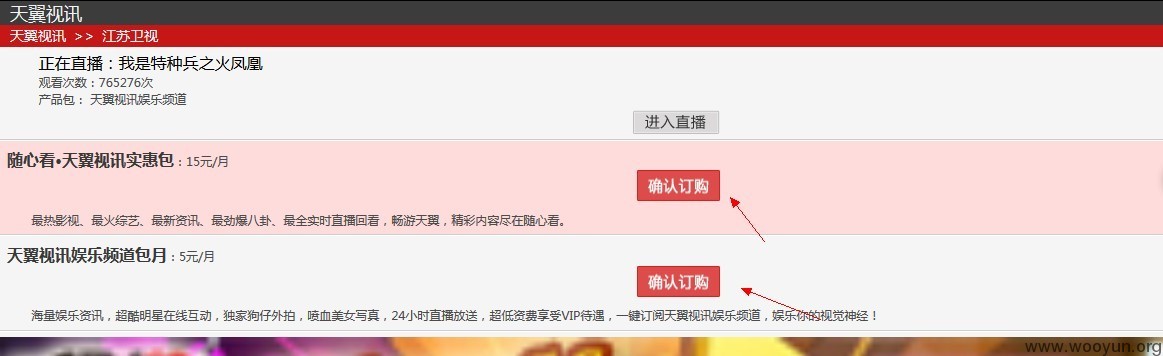 天翼视讯
天翼视讯 >> 江苏卫视
正在直播：我是特种兵之火凤凰
观看次数：765276次
产品包： 天翼视讯娱乐频道
进入直播
随心看•天翼视讯实惠包：15元/月
确认订购
最热影视、最火综艺、最新资讯、最劲爆八卦、最全实时直播回看，畅游天翼，精彩内容尽在随心看。
天翼视讯娱乐频道包月：5元/月
确认订购
海量娱乐资讯，超酷明星在线互动，独家狗仔外拍，喷血美女写真，24小时直播放送，超低资费享受VIP待遇，一键订阅天翼视讯娱乐频道，娱乐你的视觉神经！
www.wooyun.org